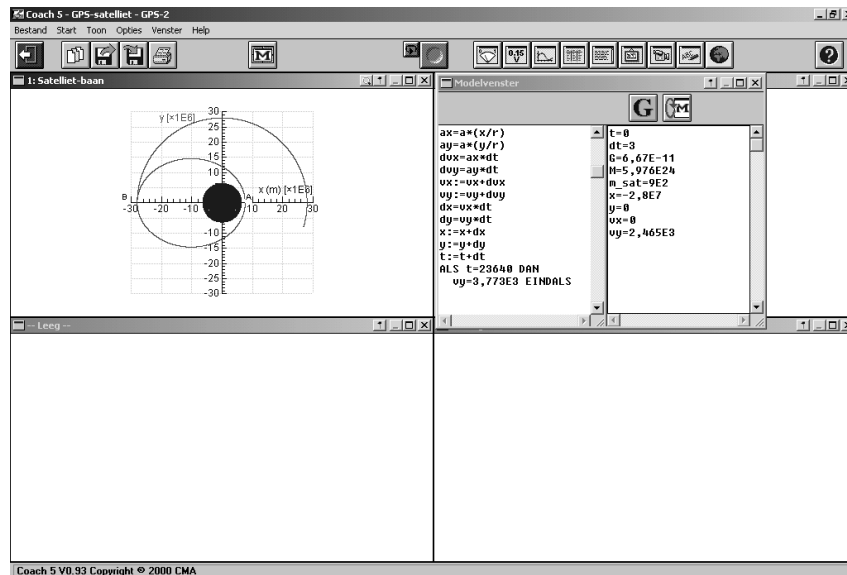 Coach 5 - GPS-satelliet - GPS-2
Bestand Start Toon Opties Venster Help
0.15
V
M
?
1: Satelliet-baan
y [×1E6]
30
25
20
15
10
B
A
x (m) [×1E6]
-30 -20 -10 10 20 30
-10
-15
-20
-25
-30
Modelvenster
G M
ax=a*(x/r)
ay=a*(y/r)
dvx=ax*dt
dvy=ay*dt
vx:=vx+dvx
vy:=vy+dvy
dx=vx*dt
dy=vy*dt
x:=x+dx
y:=y+dy
t:=t+dt
ALS t=23640 DAN
vy=3,773E3 EINDALS
t=0
dt=3
G=6,67E-11
M=5,976E24
m_sat=9E2
x=-2,8E7
y=0
vx=0
vy=2,465E3
-- Leeg --
Coach 5 V0.93 Copyright © 2000 CMA